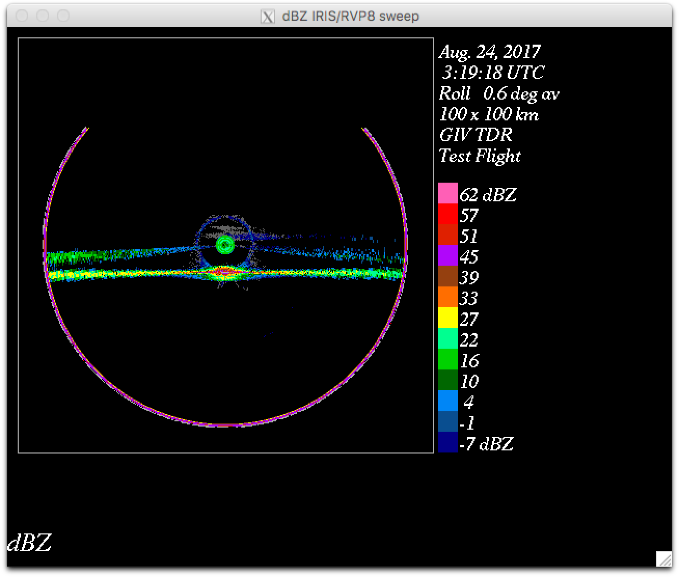 dBZ IRIS/RVP8 sweep
Aug. 24, 2017
3:19:18 UTC
Roll 0.6 deg av
100 x 100 km
GIV TDR
Test Flight
62 dBZ
57
51
45
39
33
27
22
16
10
4
-1
-7 dBZ
dBZ